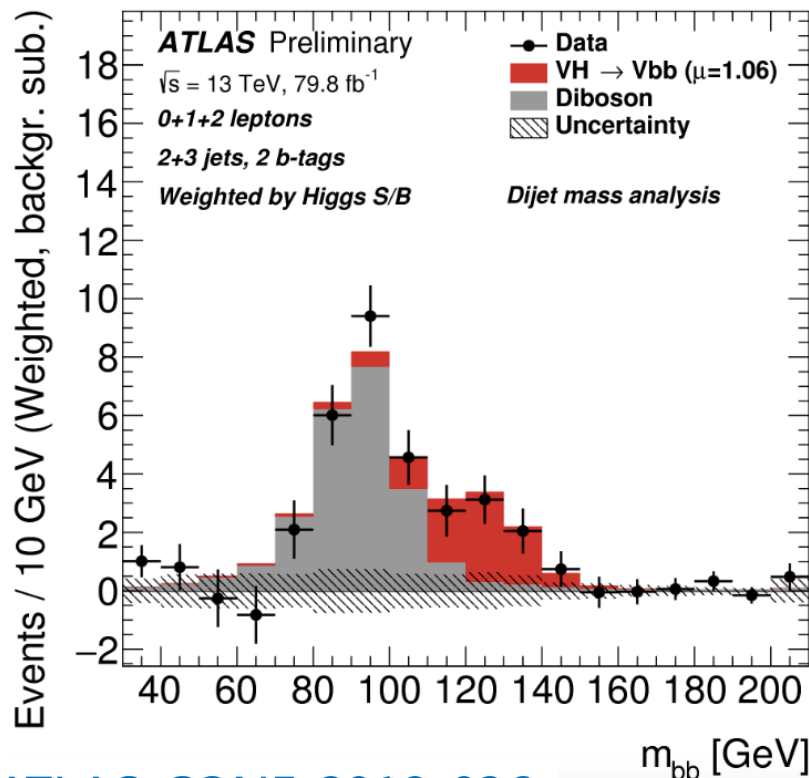 ATLAS Preliminary
√s = 13 TeV, 79.8 fb⁻¹
0+1+2 leptons
2+3 jets, 2 b-tags
Weighted by Higgs S/B
Data
VH → Vbb (μ=1.06)
Diboson
Uncertainty
Dijet mass analysis
Events / 10 GeV (Weighted, backgr. sub.)
18
16
14
12
10
8
6
4
2
0
−2
40 60 80 100 120 140 160 180 200
m_bb [GeV]